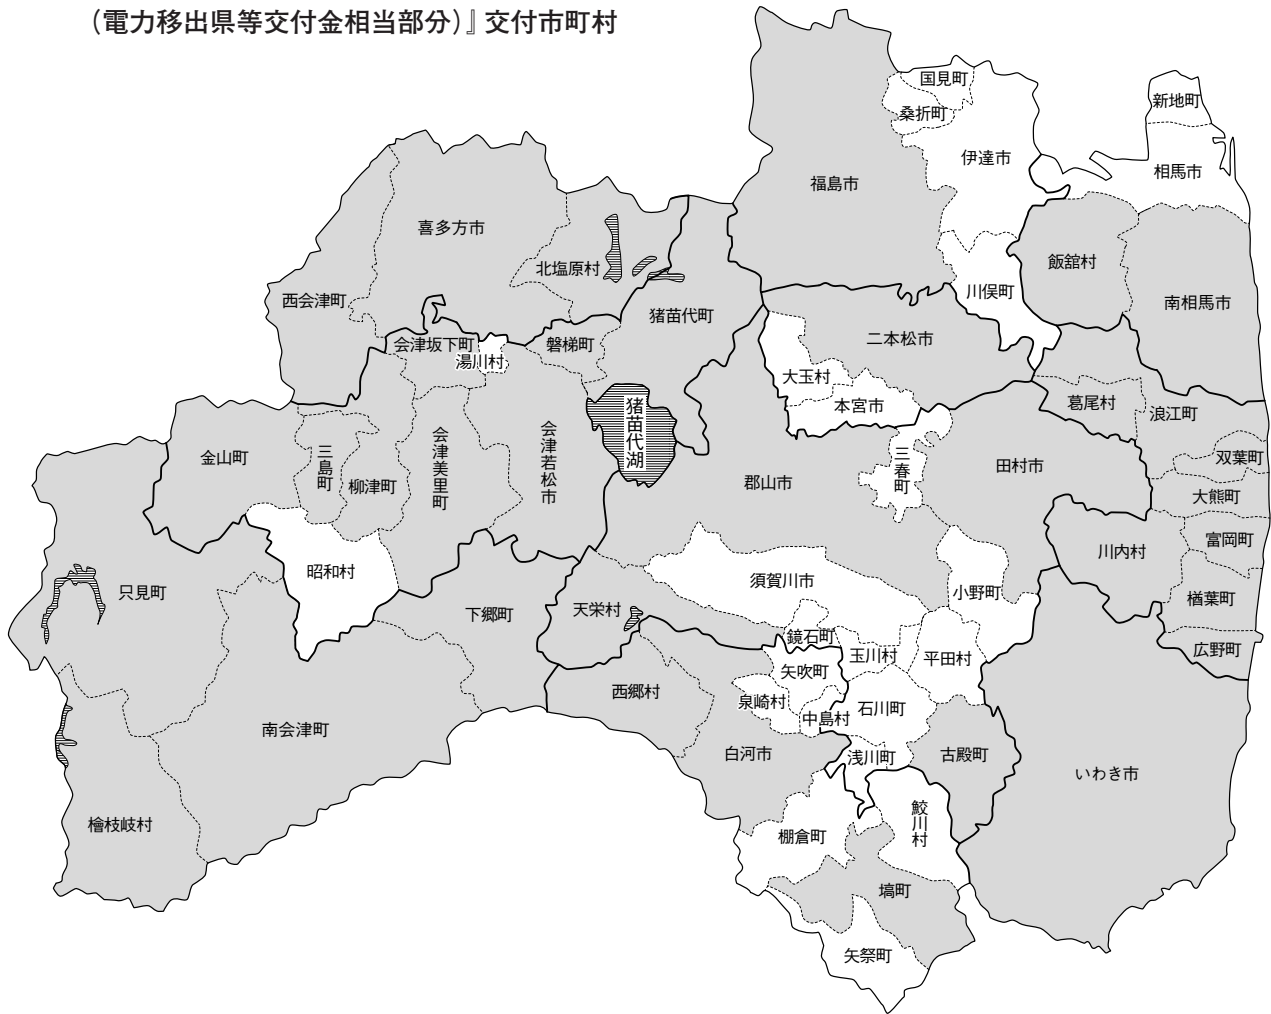 (電力移出県等交付金相当部分)』交付市町村
国見町
新地町
桑折町
伊達市
相馬市
福島市
喜多方市
北塩原村
飯舘村
川俣町
西会津町
南相馬市
猪苗代町
二本松市
会津坂下町
磐梯町
湯川村
大玉村
本宮市
葛尾村
浪江町
猪苗代湖
会津若松市
会津美里町
三島町
金山町
柳津町
三春町
田村市
双葉町
郡山市
大熊町
富岡町
川内村
昭和村
須賀川市
只見町
小野町
楢葉町
下郷町
天栄村
鏡石町
玉川村
平田村
広野町
矢吹町
西郷村
泉崎村
石川町
中島村
南会津町
白河市
浅川町
古殿町
いわき市
檜枝岐村
鮫川村
棚倉町
塙町
矢祭町